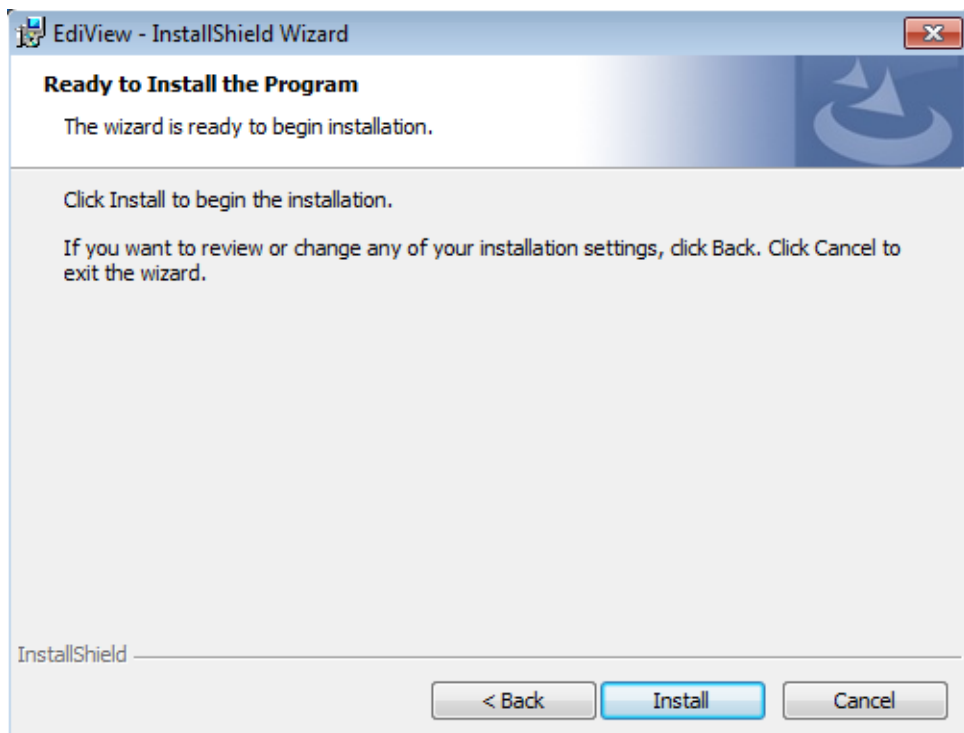 EdiView - InstallShield Wizard
Ready to Install the Program
The wizard is ready to begin installation.
Click Install to begin the installation.
If you want to review or change any of your installation settings, click Back. Click Cancel to
exit the wizard.
InstallShield
< Back Install Cancel